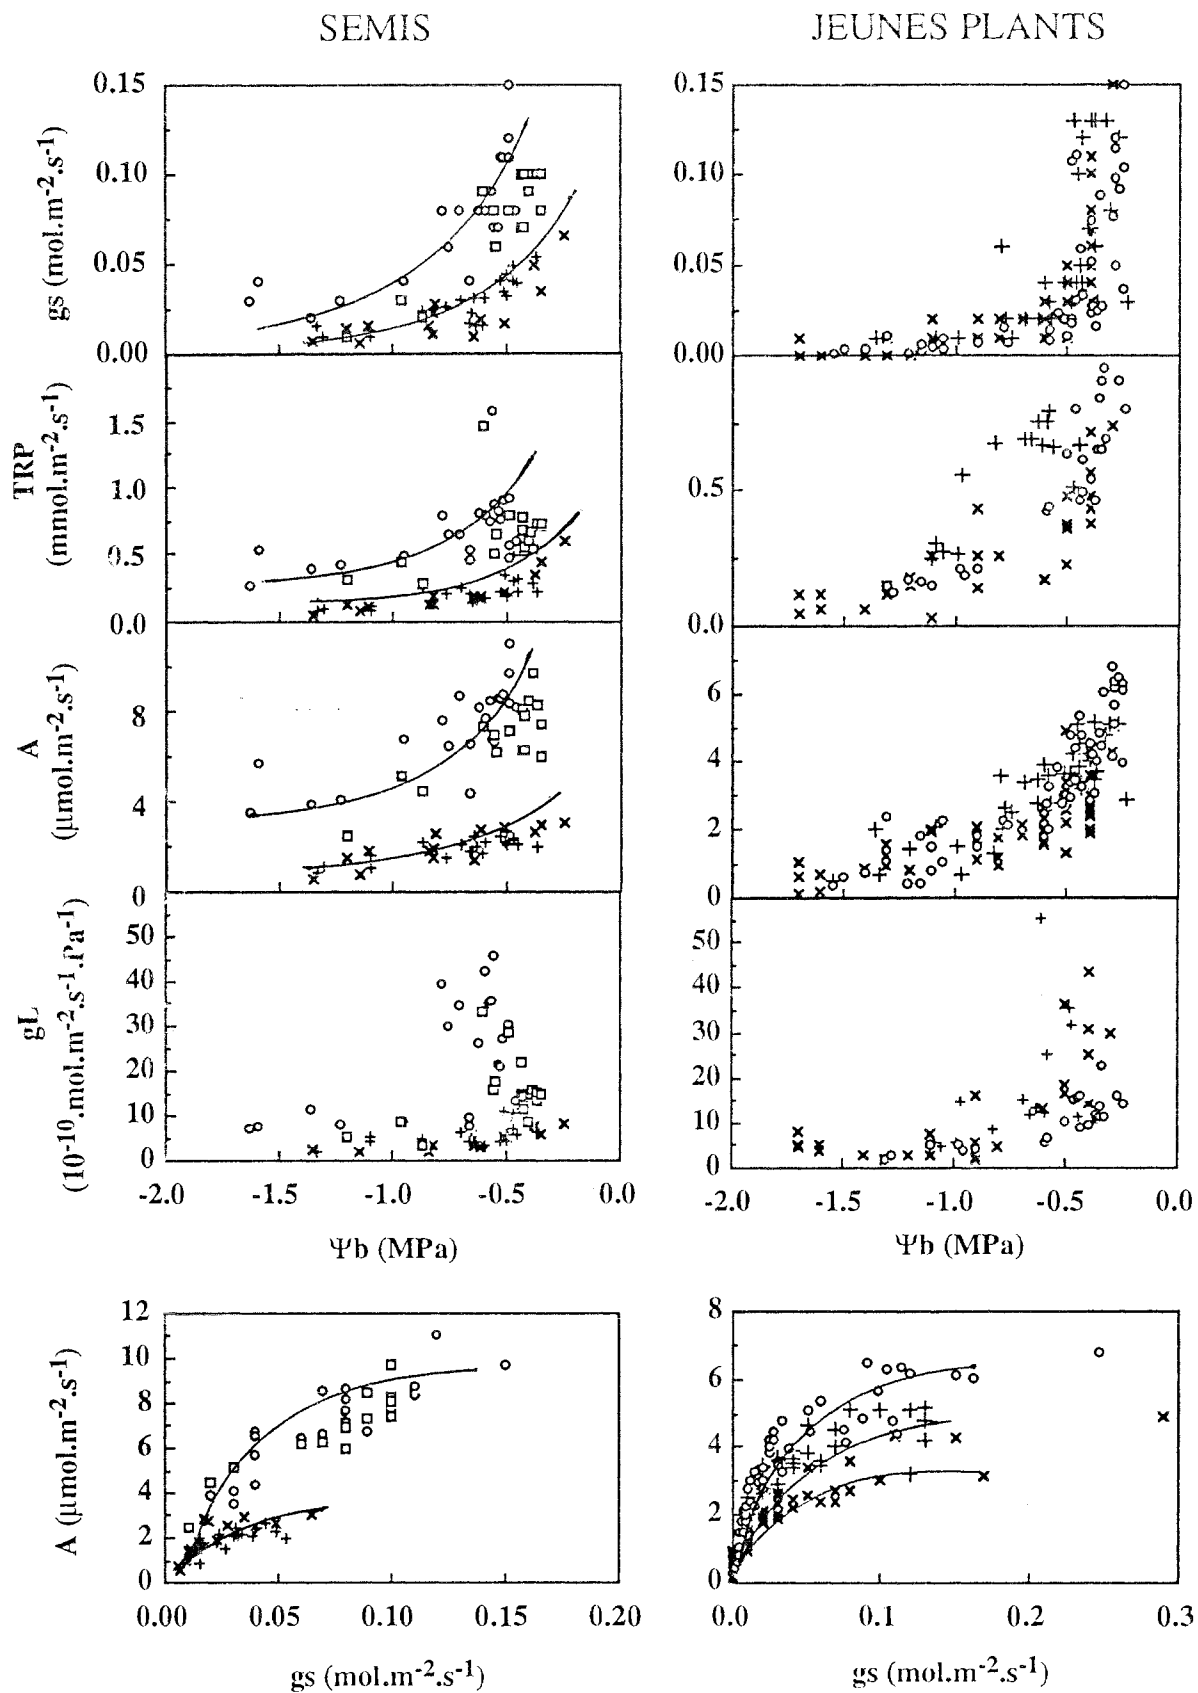 SEMIS
JEUNES PLANTS
gs (mol.m-2.s-1)
0.15
0.10
0.05
0.00
0.15
0.10
0.05
0.00
TRP
(mmol.m-2.s-1)
1.5
1.0
0.5
0.0
0.5
0.0
A
(µmol.m-2.s-1)
8
4
0
6
4
2
0
gL
(10-10.mol.m-2.s-1.Pa-1)
50
40
30
20
10
0
50
40
30
20
10
0
-2.0 -1.5 -1.0 -0.5 0.0
-2.0 -1.5 -1.0 -0.5 0.0
Ψb (MPa)
Ψb (MPa)
A (µmol.m-2.s-1)
12
10
8
6
4
2
0
8
6
4
2
0
0.00 0.05 0.10 0.15 0.20
0.0 0.1 0.2 0.3
gs (mol.m-2.s-1)
gs (mol.m-2.s-1)